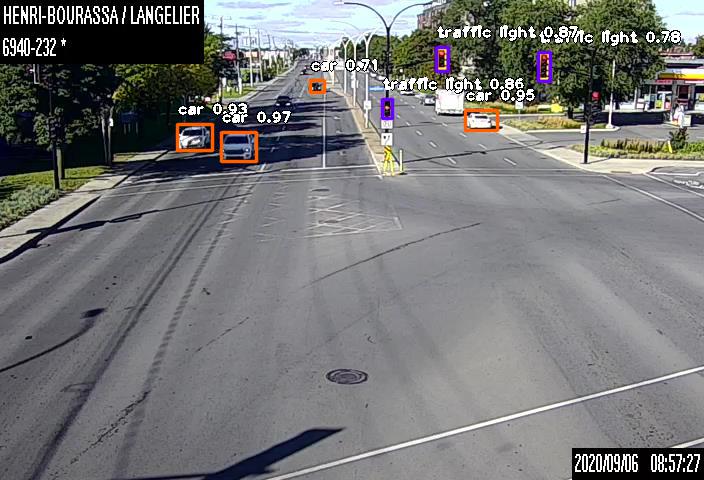 HENRI-BOURASSA / LANGELIER
6940-232 *
traffic light 0.87
traffic light 0.78
car 0.71
traffic light 0.86
car 0.95
car 0.93
car 0.97
2020/09/06 08:57:27